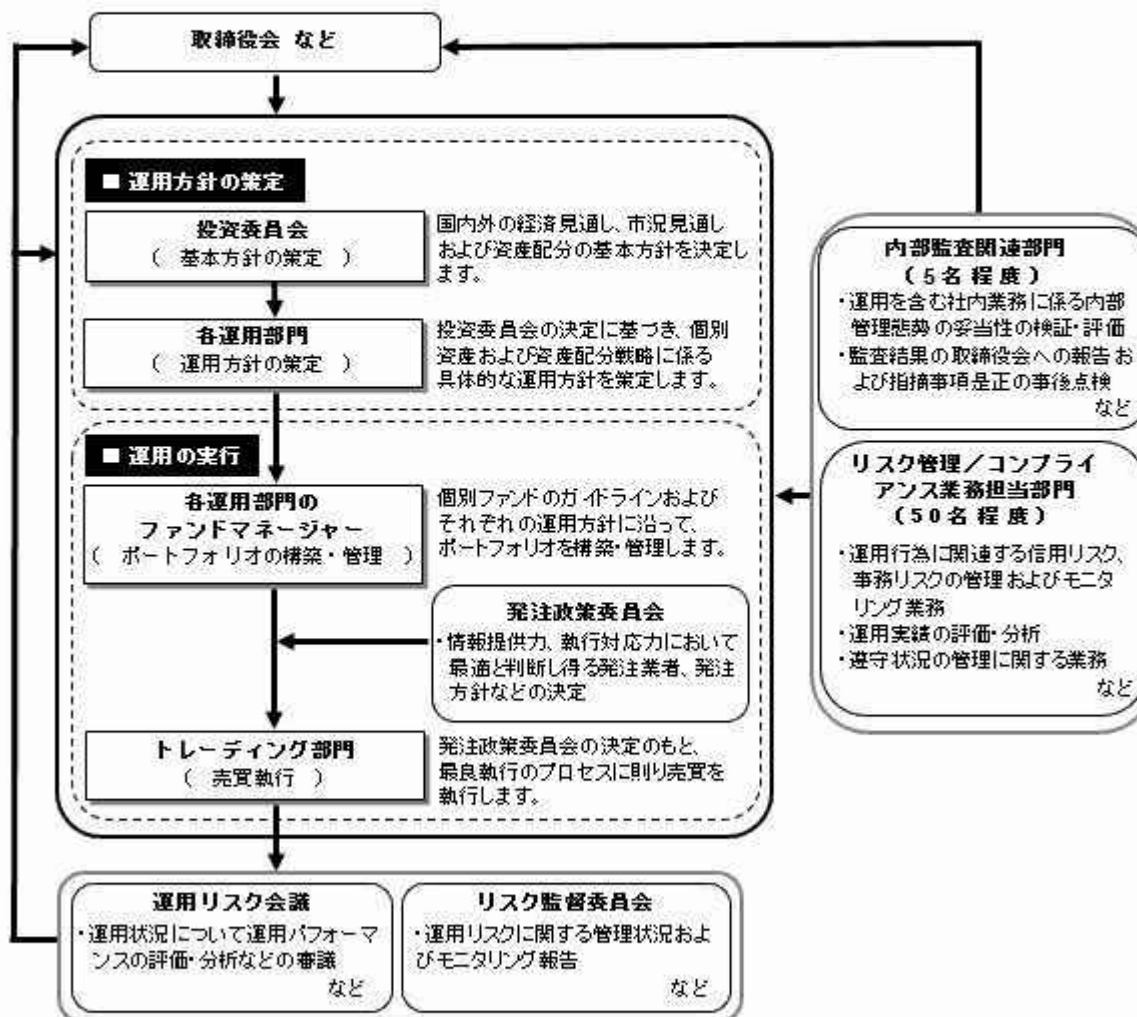 取締役会 など
■ 運用方針の策定
投資委員会
( 基本方針の策定 )
国内外の経済見通し、市況見通し
および資産配分の基本方針を決定し
ます。
各運用部門
( 運用方針の策定 )
投資委員会の決定に基づき、個別
資産および資産配分戦略に係る
具体的な運用方針を策定します。
■ 運用の実行
各運用部門の
ファンドマネージャー
( ポートフォリオの構築・管理 )
個別ファンドのガイドラインおよび
それぞれの運用方針に沿って、
ポートフォリオを構築・管理します。
発注政策委員会
・情報提供力、執行対応力において
最適と判断し得る発注業者、発注
方針などの決定
トレーディング部門
( 売買執行 )
発注政策委員会の決定のもと、
最良執行のプロセスに則り売買を
執行します。
運用リスク会議
・運用状況について運用パフォーマ
ンスの評価・分析などの審議
など
リスク監督委員会
・運用リスクに関する管理状況およ
びモニタリング報告
など
内部監査関連部門
(5名程度)
・運用を含む社内業務に係る内部
管理態勢の妥当性の検証・評価
・監査結果の取締役会への報告お
よび指摘事項是正の事後点検
など
リスク管理/コンプライ
アンス業務担当部門
(50名程度)
・運用行為に関連する信用リスク、
事務リスクの管理およびモニタ
リング業務
・運用実績の評価・分析
・遵守状況の管理に関する業務
など